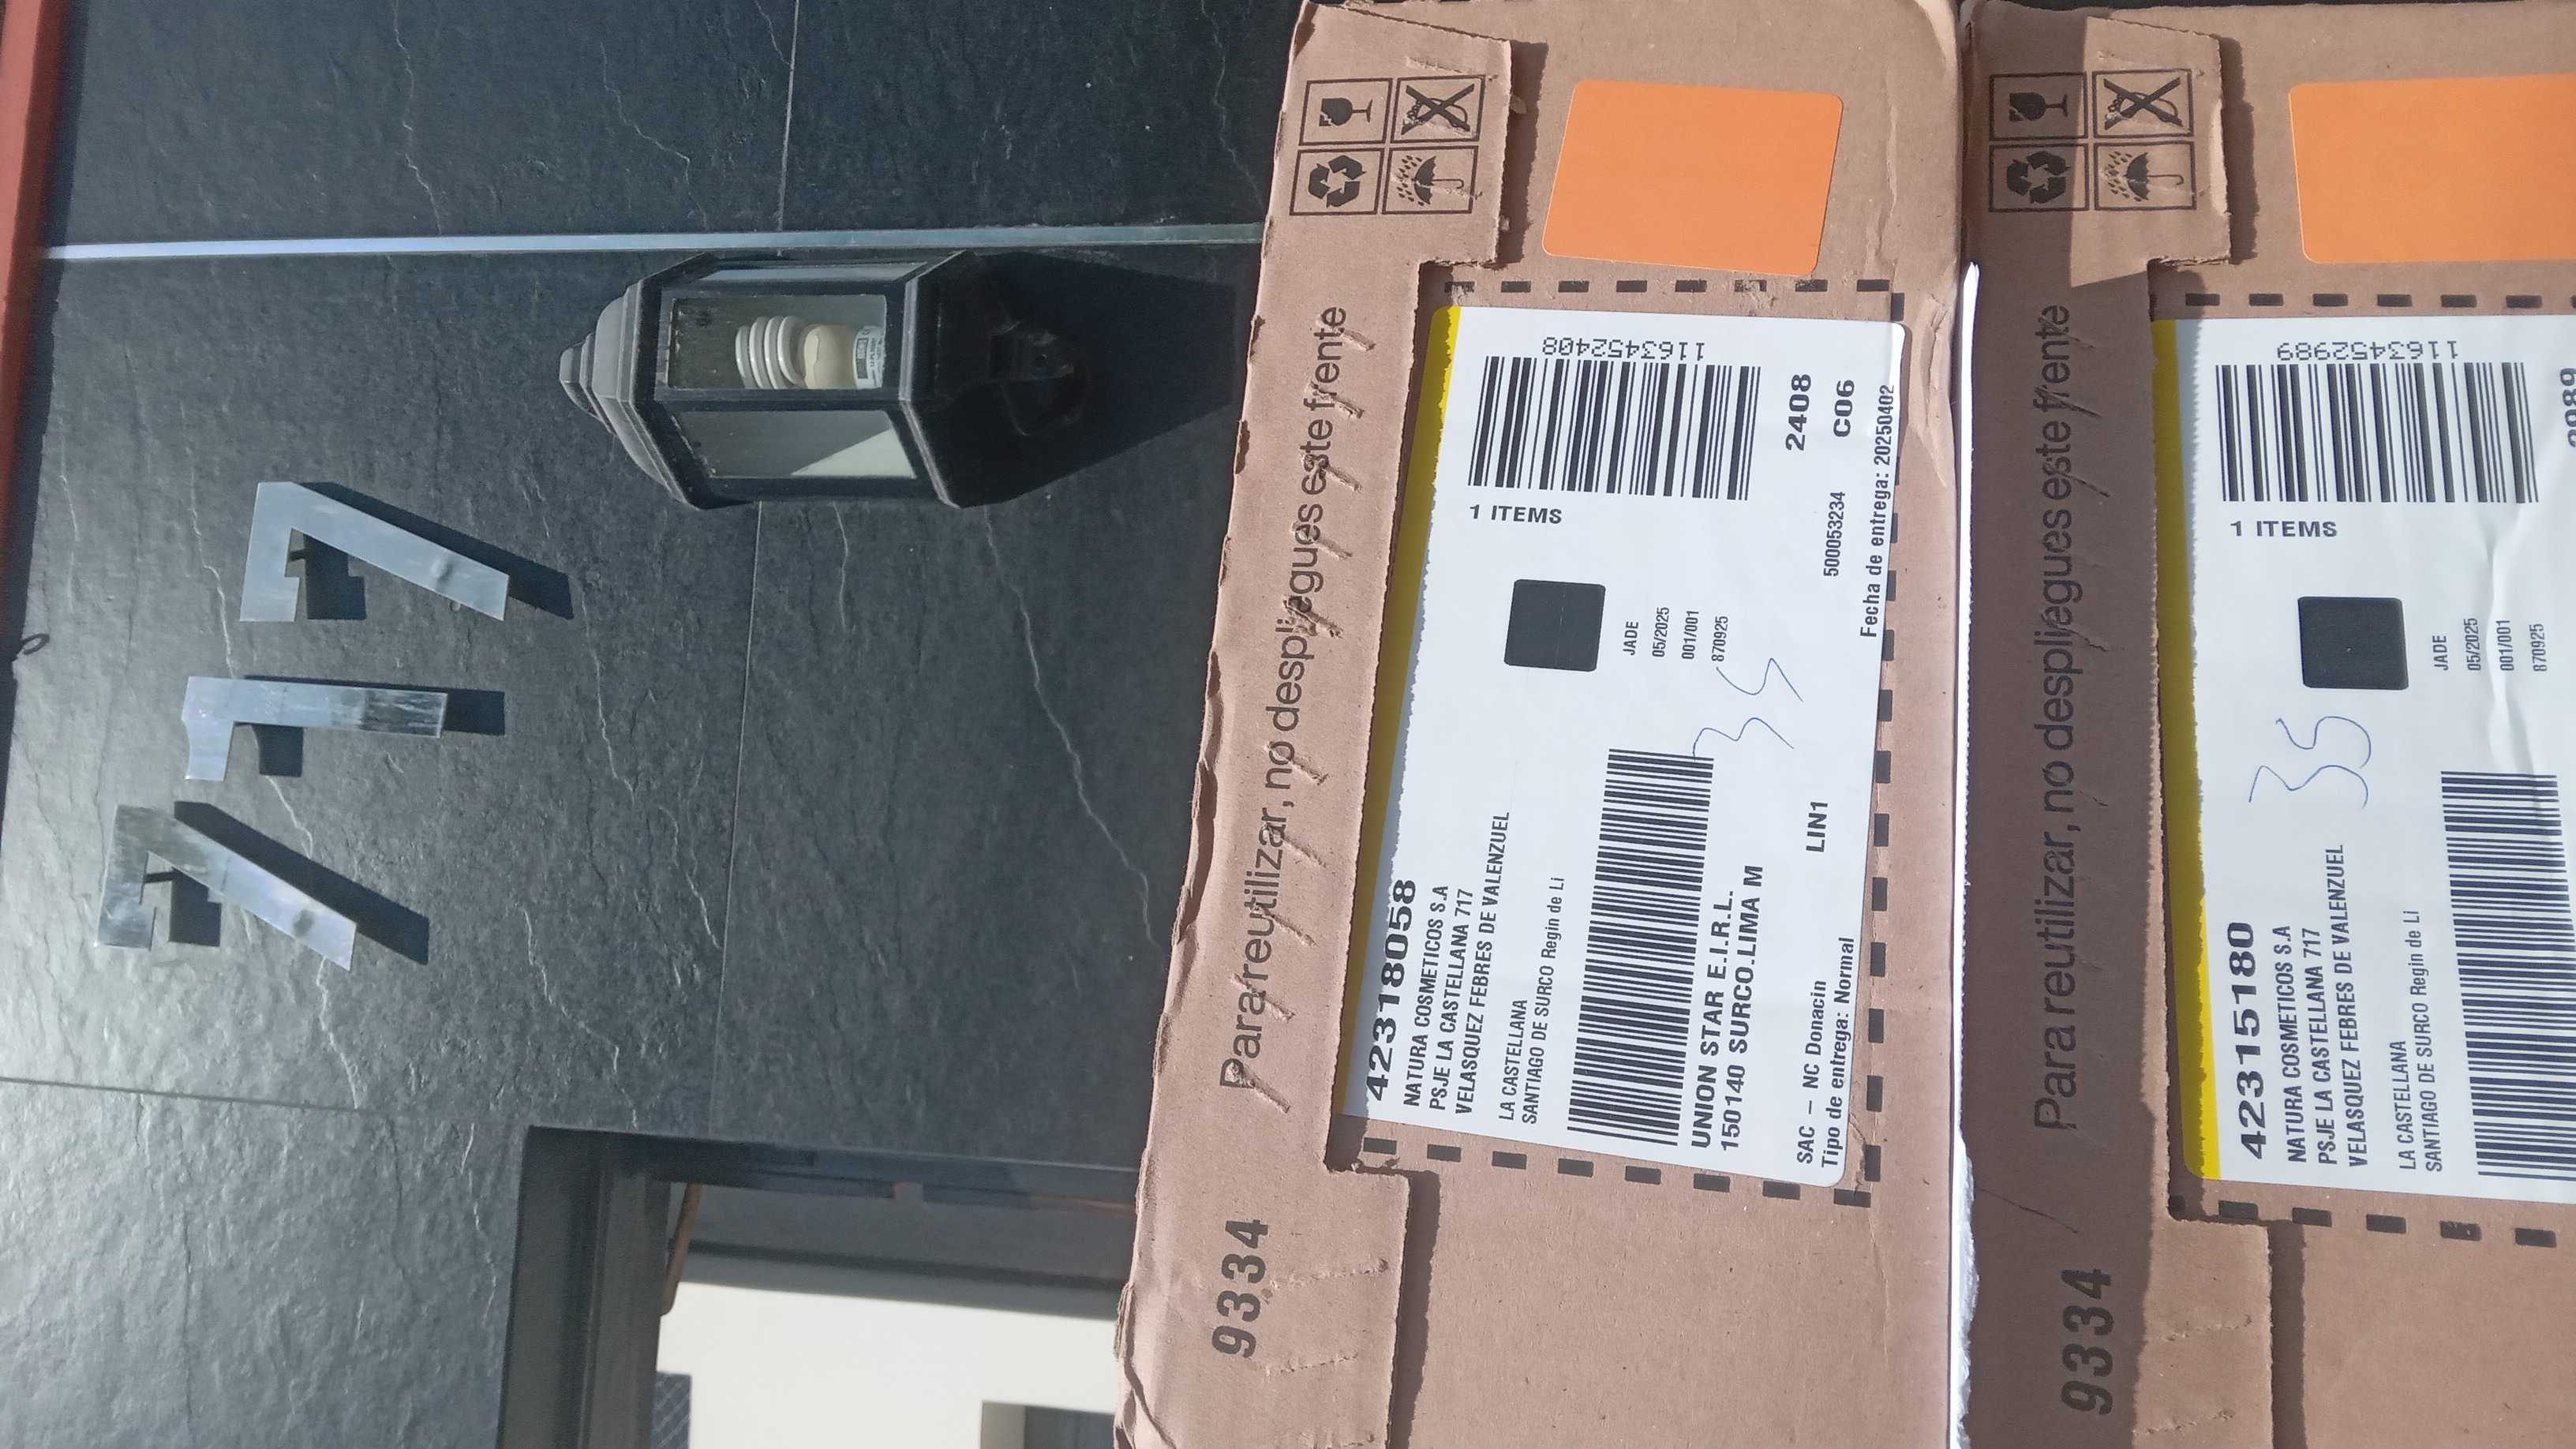 717
9334
Para reutilizar, no despliegues este frente
42318058
NATURA COSMETICOS S.A
PSJE LA CASTELLANA 717
VELASQUEZ FEBRES DE VALENZUEL
LA CASTELLANA
SANTIAGO DE SURCO Regin de Li
UNION STAR E.I.R.L.
150140 SURCO.LIMA M
LIN1
SAC – NC Donacin
Tipo de entrega: Normal
35
JADE
05/2025
001/001
870925
1 ITEMS
1163452408
2408
C06
500053234
Fecha de entrega: 20250402
9334
Para reutilizar, no despliegues este frente
42315180
NATURA COSMETICOS S.A
PSJE LA CASTELLANA 717
VELASQUEZ FEBRES DE VALENZUEL
LA CASTELLANA
SANTIAGO DE SURCO Regin de Li
35
JADE
05/2025
001/001
870925
1 ITEMS
1163452989
2989